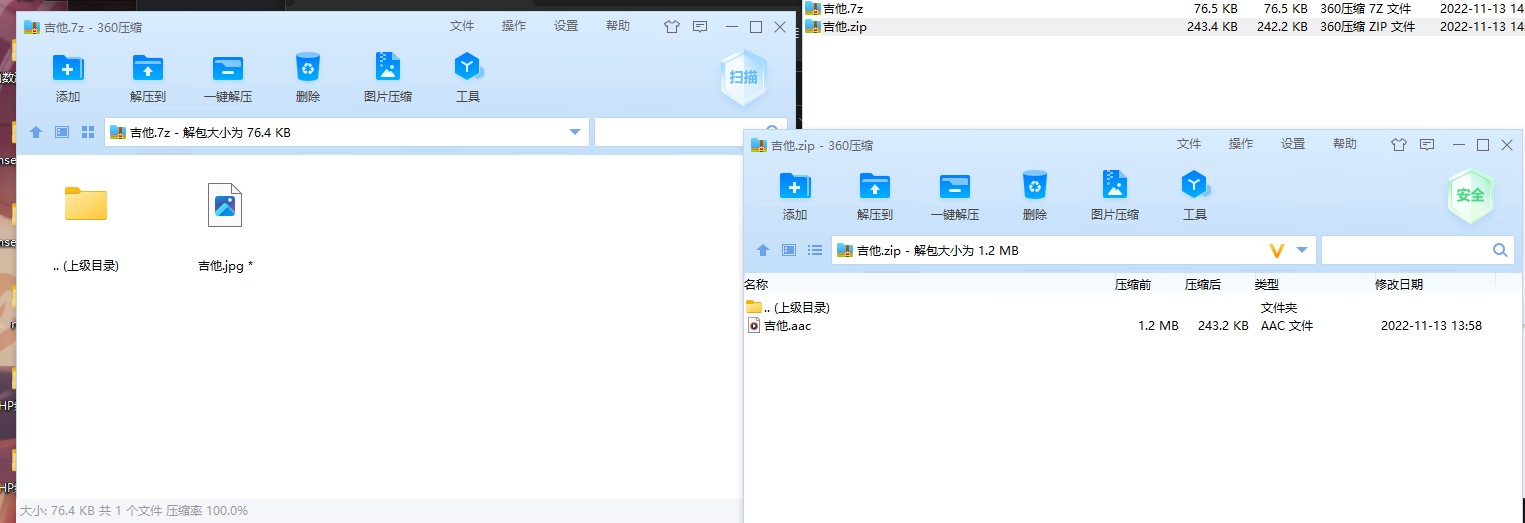 吉他.7z 76.5 KB 76.5 KB 360压缩 7Z 文件 2022-11-13 14
吉他.zip 243.4 KB 242.2 KB 360压缩 ZIP 文件 2022-11-13 14
吉他.7z - 360压缩 文件 操作 设置 帮助
添加 解压到 一键解压 删除 图片压缩 工具 扫描
吉他.7z - 解包大小为 76.4 KB
.. (上级目录) 吉他.jpg *
大小: 76.4 KB 共 1 个文件 压缩率 100.0%
吉他.zip - 360压缩 文件 操作 设置 帮助
添加 解压到 一键解压 删除 图片压缩 工具 安全
吉他.zip - 解包大小为 1.2 MB
名称 压缩前 压缩后 类型 修改日期
.. (上级目录) 文件夹
吉他.aac 1.2 MB 243.2 KB AAC 文件 2022-11-13 13:58